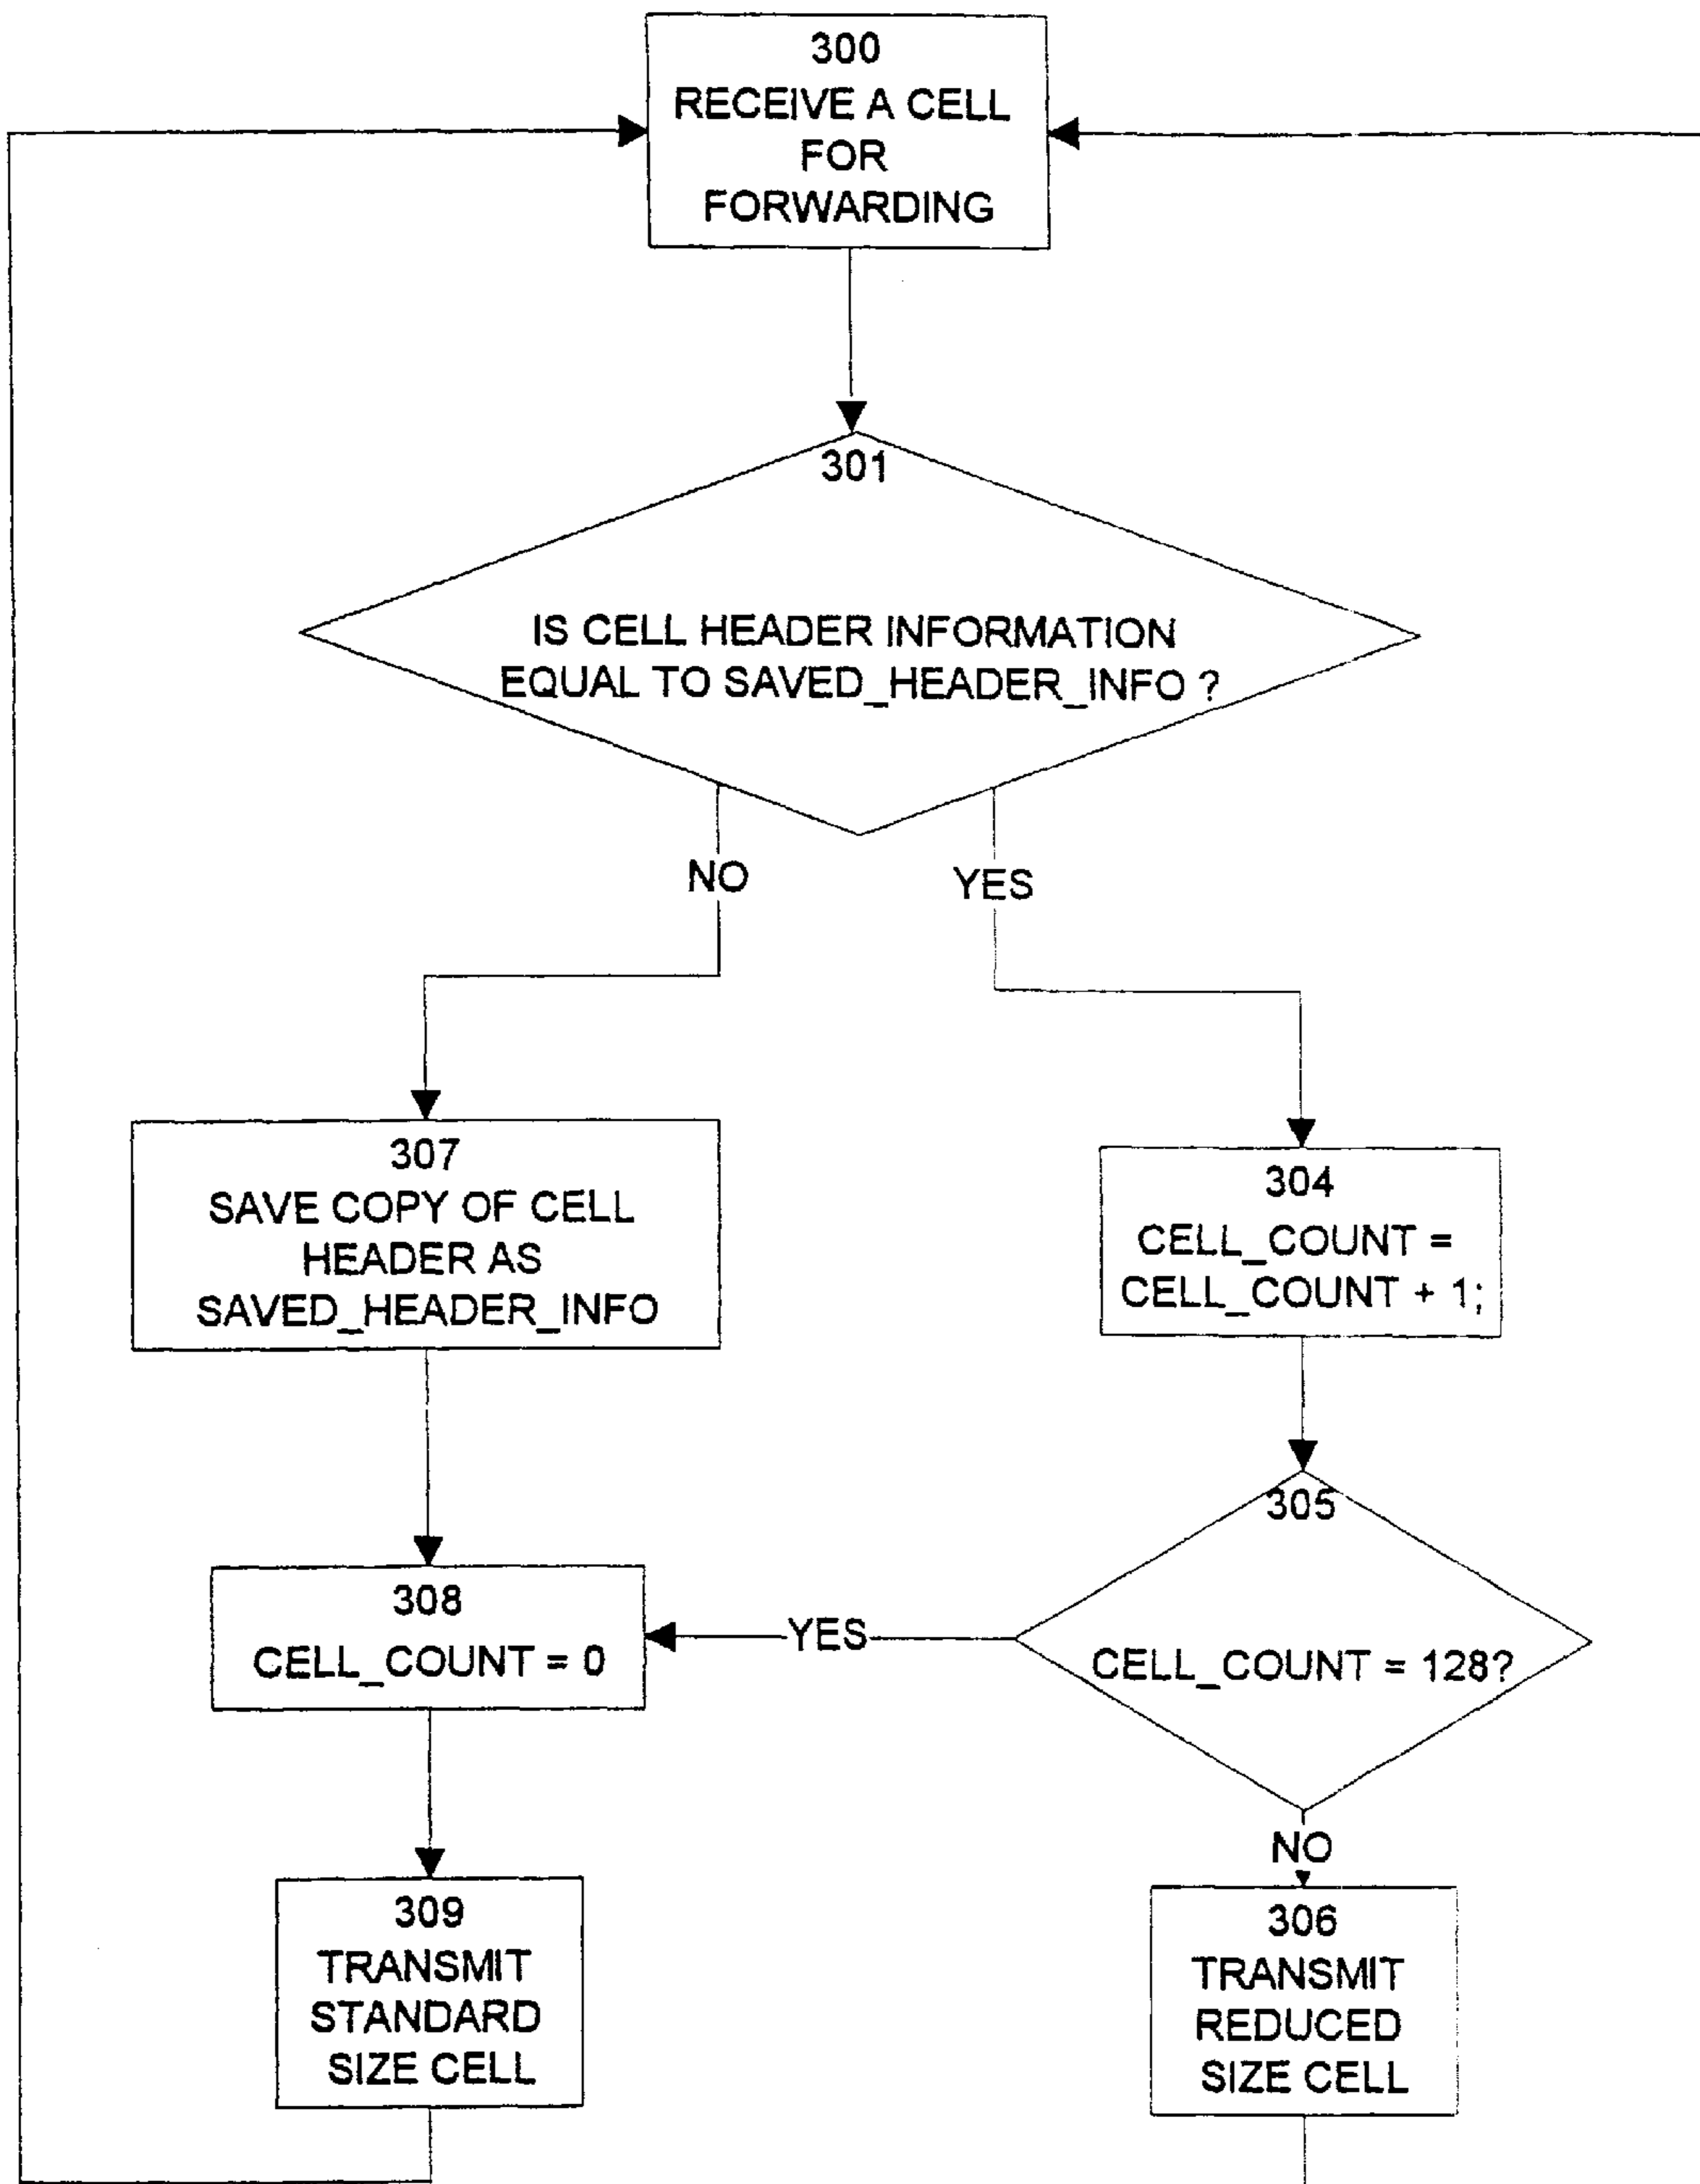 300
RECEIVE A CELL
FOR
FORWARDING
301
IS CELL HEADER INFORMATION
EQUAL TO SAVED_HEADER_INFO ?
NO
YES
307
SAVE COPY OF CELL
HEADER AS
SAVED_HEADER_INFO
304
CELL_COUNT =
CELL_COUNT + 1;
305
CELL_COUNT = 128?
YES
308
CELL_COUNT = 0
NO
309
TRANSMIT
STANDARD
SIZE CELL
306
TRANSMIT
REDUCED
SIZE CELL